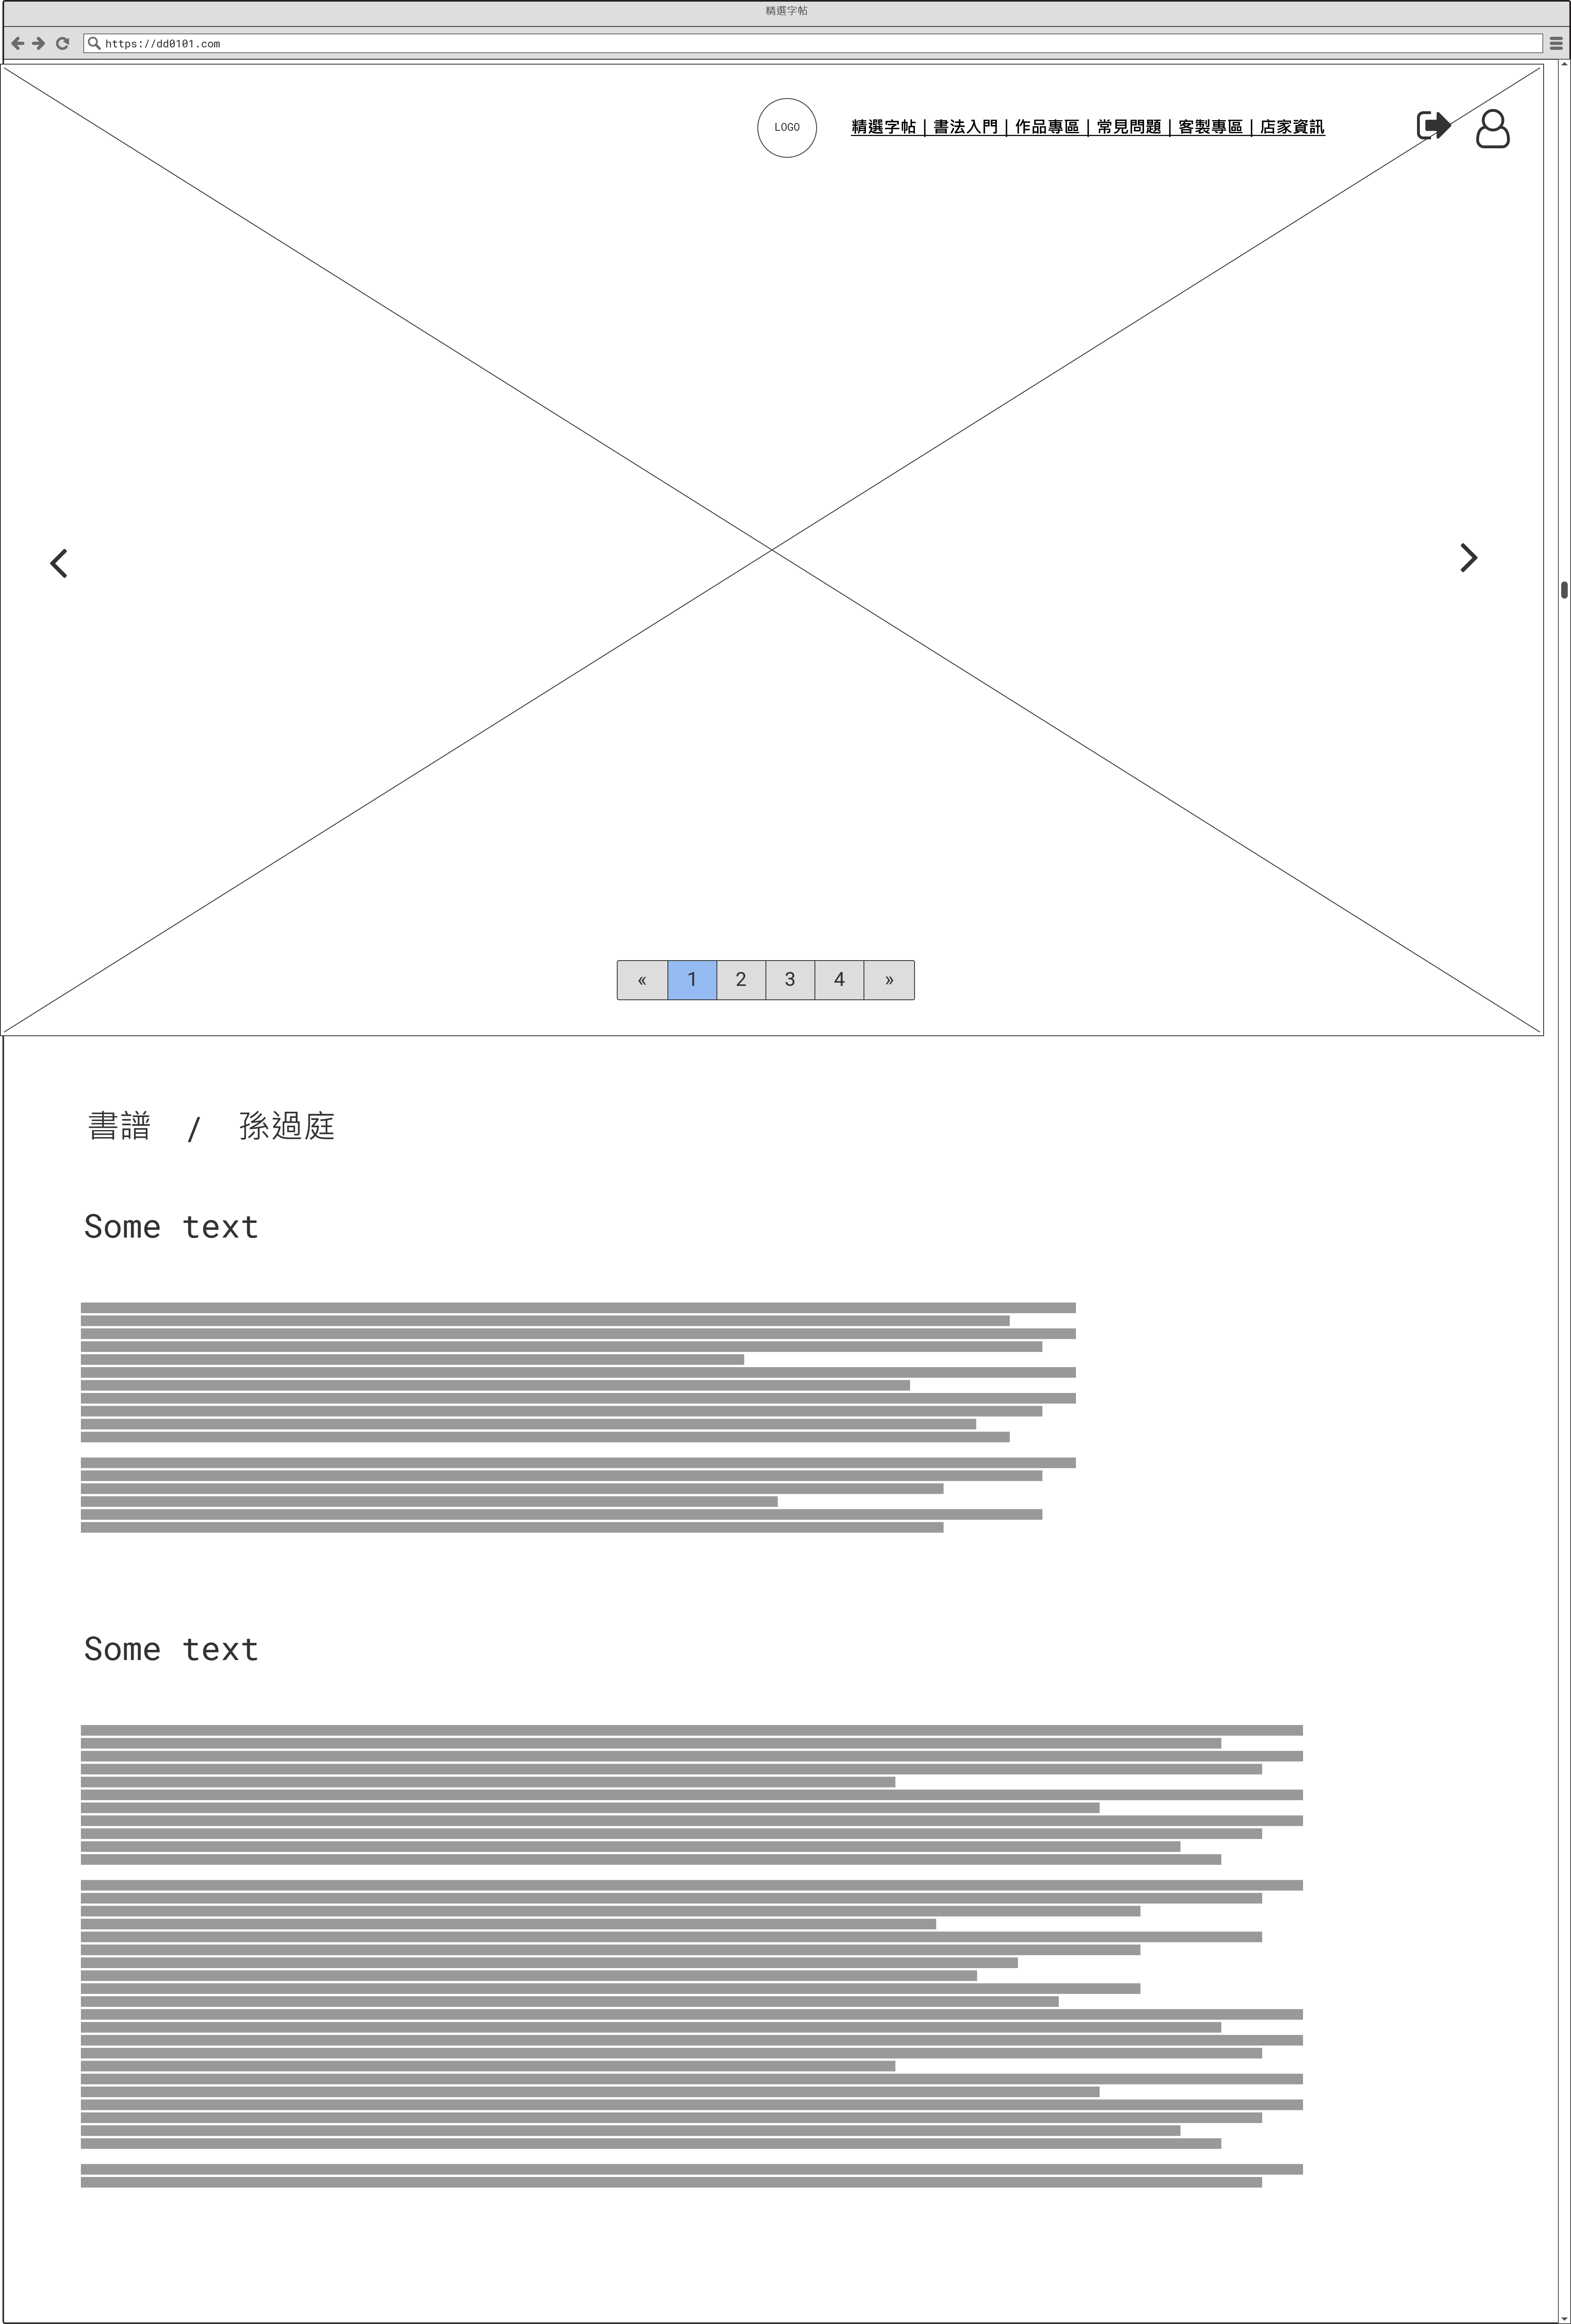 精選字帖
https://dd0101.com
LOGO
精選字帖 | 書法入門 | 作品專區 | 常見問題 | 客製專區 | 店家資訊
« 1 2 3 4 »
書譜 / 孫過庭
Some text
Some text